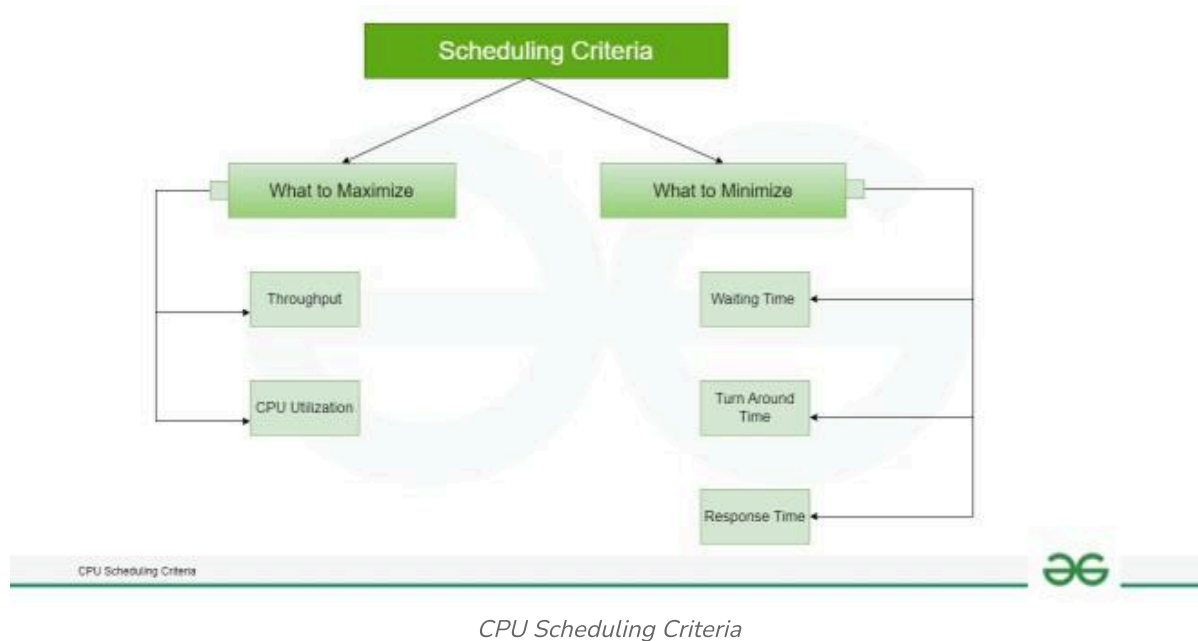 Scheduling Criteria
What to Maximize
What to Minimize
Throughput
Waiting Time
CPU Utilization
Turn Around
Time
Response Time
CPU Scheduling Criteria
CPU Scheduling Criteria